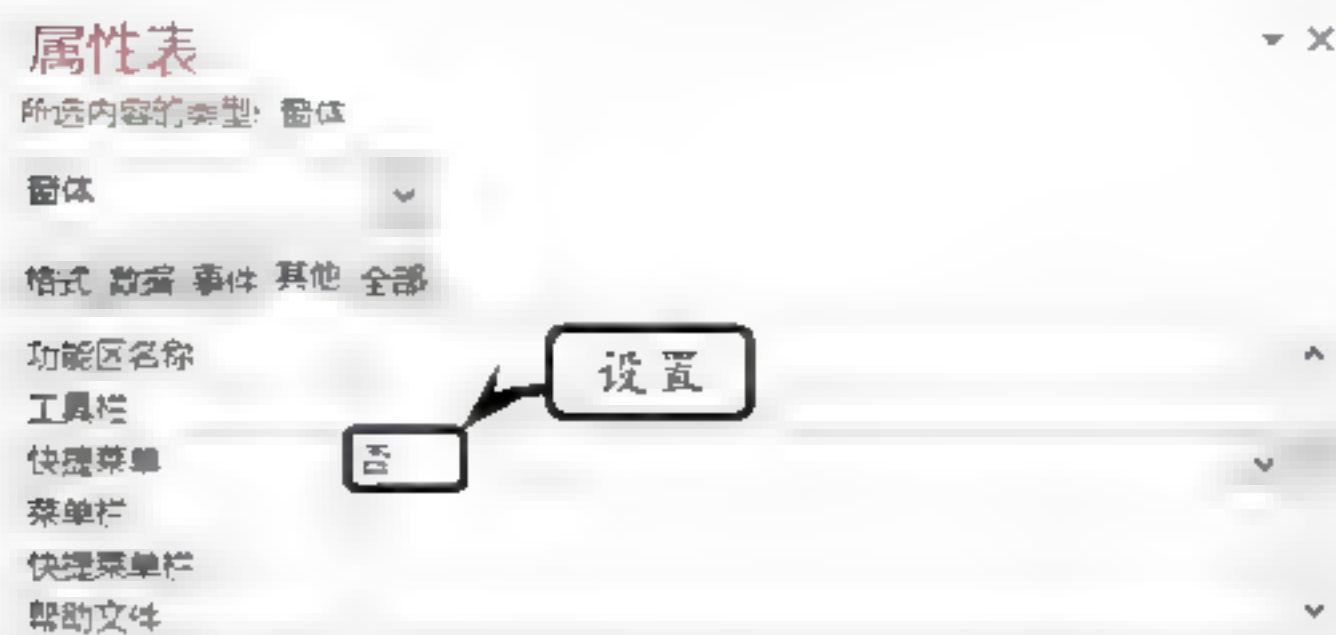 属性表
所选内容的类型: 窗体
窗体
格式 数据 事件 其他 全部
功能区名称
设置
工具栏
快捷菜单 否
菜单栏
快捷菜单栏
帮助文件